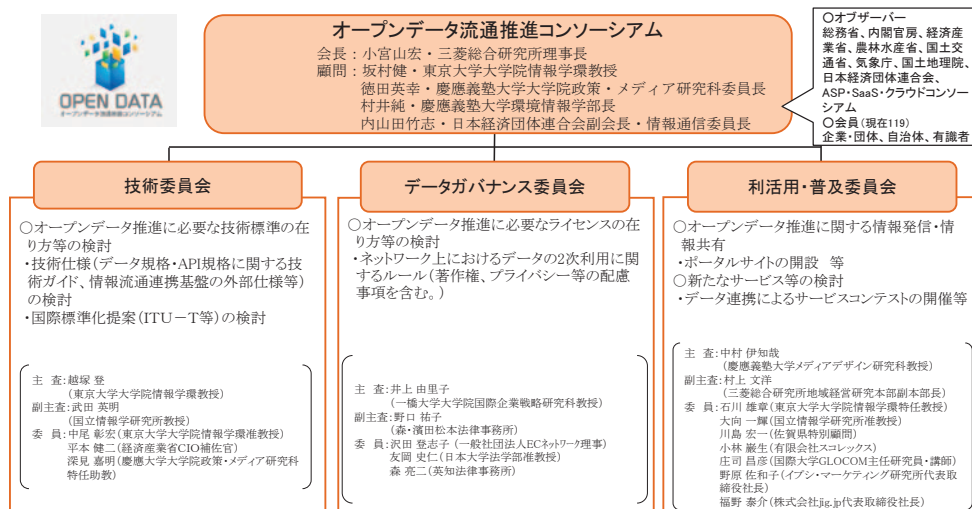 OPEN DATA
オープンデータ流通推進コンソーシアム
オープンデータ流通推進コンソーシアム
会長：小宮山宏・三菱総合研究所理事長
顧問：坂村健・東京大学大学院情報学環教授
徳田英幸・慶應義塾大学大学院政策・メディア研究科委員長
村井純・慶應義塾大学環境情報学部長
内山田竹志・日本経済団体連合会副会長・情報通信委員長
○オブザーバー
総務省、内閣官房、経済産
業省、農林水産省、国土交
通省、気象庁、国土地理院、
日本経済団体連合会、
ASP・SaaS・クラウドコンソー
シアム
○会員（現在119）
企業・団体、自治体、有識者
技術委員会
○オープンデータ推進に必要な技術標準の在
り方等の検討
・技術仕様（データ規格・API規格に関する技
術ガイド、情報流通連携基盤の外部仕様等）
の検討
・国際標準化提案（ITU－T等）の検討
主 査：越塚 登
（東京大学大学院情報学環教授）
副主査：武田 英明
（国立情報学研究所教授）
委 員：中尾 彰宏（東京大学大学院情報学環准教授）
平本 健二（経済産業省CIO補佐官）
深見 嘉明（慶應大学大学院政策・メディア研究科
特任助教）
データガバナンス委員会
○オープンデータ推進に必要なライセンスの在
り方等の検討
・ネットワーク上におけるデータの2次利用に
関するルール（著作権、プライバシー等の配慮
事項を含む。）
主 査：井上 由里子
（一橋大学大学院国際企業戦略研究科教授）
副主査：野口 祐子
（森・濱田松本法律事務所）
委 員：沢田 登志子（一般社団法人ECネットワーク理事）
友岡 史仁（日本大学法学部准教授）
森 亮二（英知法律事務所）
利活用・普及委員会
○オープンデータ推進に関する情報発信・情
報共有
・ポータルサイトの開設 等
○新たなサービス等の検討
・データ連携によるサービスコンテストの開催等
主 査：中村 伊知哉
（慶應義塾大学メディアデザイン研究科教授）
副主査：村上 文洋
（三菱総合研究所地域経営研究本部副本部長）
委 員：石川 雄章（東京大学大学院情報学環特任教授）
大向 一輝（国立情報学研究所准教授）
川島 宏一（佐賀県特別顧問）
小林 巌生（有限会社スコレックス）
庄司 昌彦（国際大学GLOCOM主任研究員・講師）
野原 佐和子（イプシ・マーケティング研究所代表取
締役社長）
福野 泰介（株式会社jig.jp代表取締役社長）